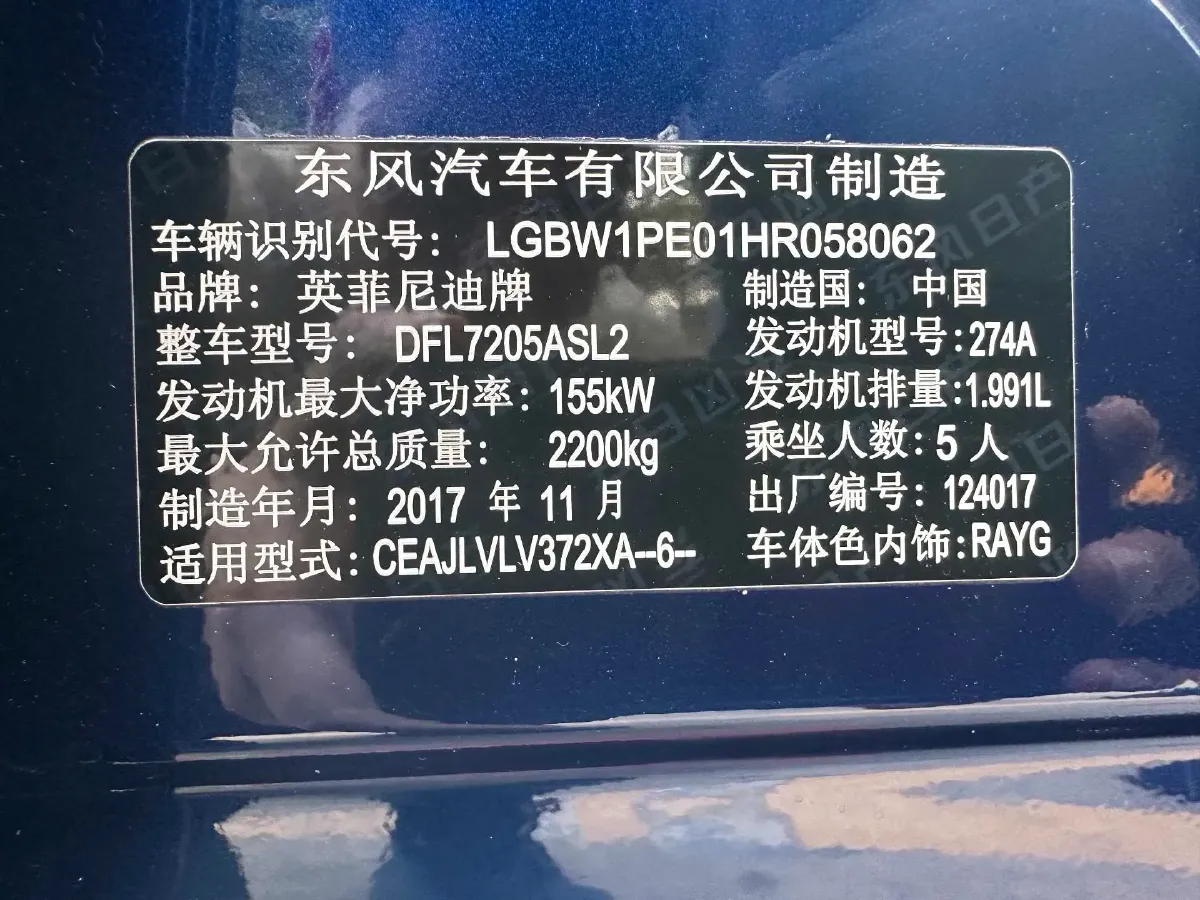 东风汽车有限公司制造
车辆识别代号: LGBW1PE01HR058062
品牌: 英菲尼迪牌 制造国: 中国
整车型号: DFL7205ASL2 发动机型号:274A
发动机最大净功率: 155kW 发动机排量:1.991L
最大允许总质量: 2200kg 乘坐人数: 5 人
制造年月: 2017 年 11 月 出厂编号: 124017
适用型式: CEAJLVLV372XA--6-- 车体色内饰:RAYG